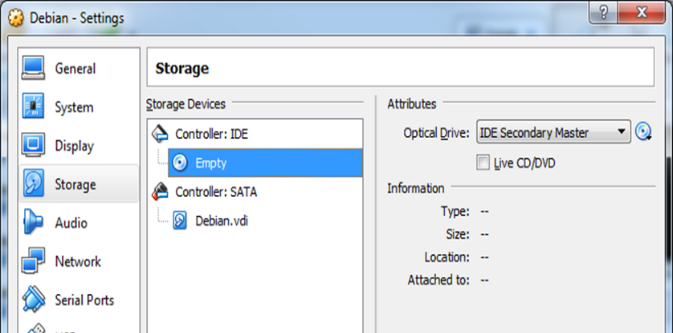 Debian - Settings
General
System
Display
Storage
Audio
Network
Serial Ports
Storage
Storage Devices
Controller: IDE
Empty
Controller: SATA
Debian.vdi
Attributes
Optical Drive: IDE Secondary Master
Live CD/DVD
Information
Type: --
Size: --
Location: --
Attached to: --